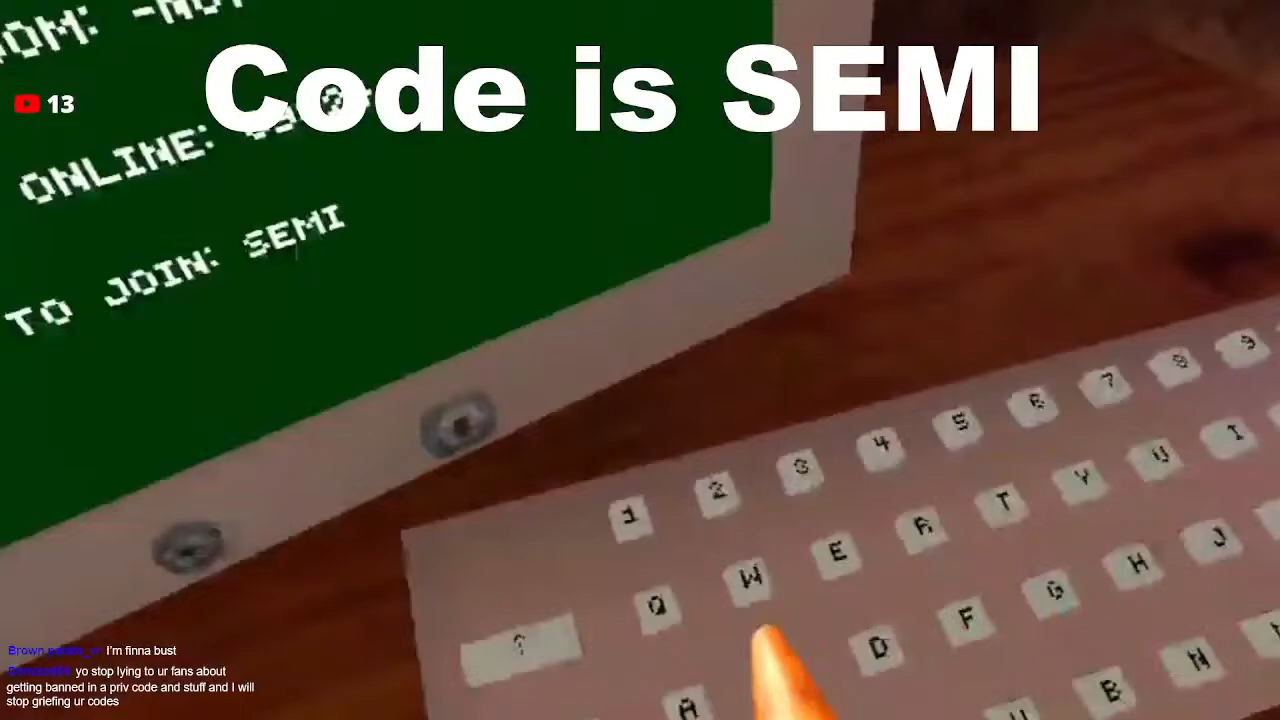 Code is SEMI
13
ONLINE:
TO JOIN: SEMI
1 2 3 4 5 6 7 8 9
Q W E R T Y U I
?
A D F G H J
B N
I'm finna bust
yo stop lying to ur fans about
getting banned in a priv code and stuff and I will
stop griefing ur codes